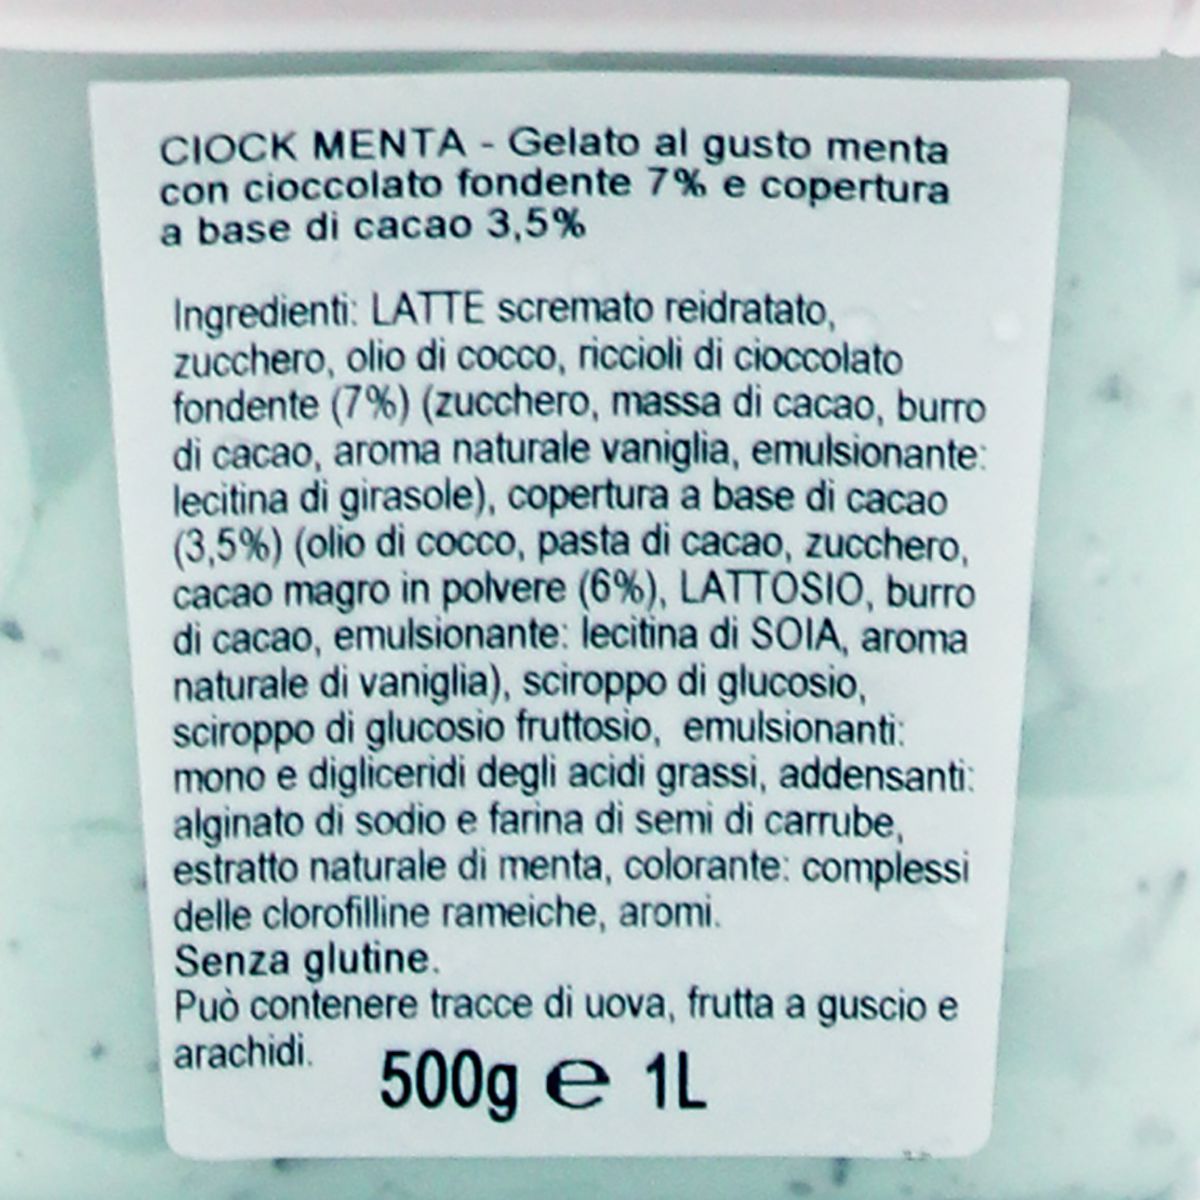 CIOCK MENTA - Gelato al gusto menta
con cioccolato fondente 7% e copertura
a base di cacao 3,5%
Ingredienti: LATTE scremato reidratato,
zucchero, olio di cocco, riccioli di cioccolato
fondente (7%) (zucchero, massa di cacao, burro
di cacao, aroma naturale vaniglia, emulsionante:
lecitina di girasole), copertura a base di cacao
(3,5%) (olio di cocco, pasta di cacao, zucchero,
cacao magro in polvere (6%), LATTOSIO, burro
di cacao, emulsionante: lecitina di SOIA, aroma
naturale di vaniglia), sciroppo di glucosio,
sciroppo di glucosio fruttosio, emulsionanti:
mono e digliceridi degli acidi grassi, addensanti:
alginato di sodio e farina di semi di carrube,
estratto naturale di menta, colorante: complessi
delle clorofilline rameiche, aromi.
Senza glutine.
Può contenere tracce di uova, frutta a guscio e
arachidi.
500g e 1L